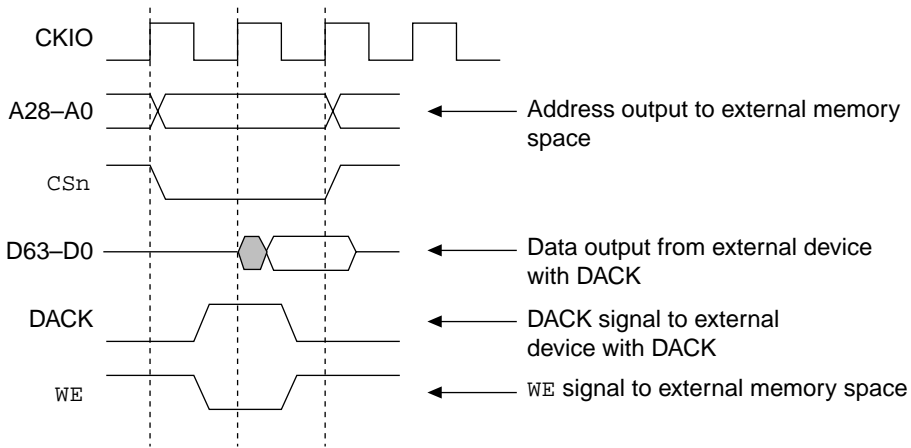 CKIO
A28–A0
Address output to external memory
space
CSn
D63–D0
Data output from external device
with DACK
DACK
DACK signal to external
device with DACK
WE
WE signal to external memory space